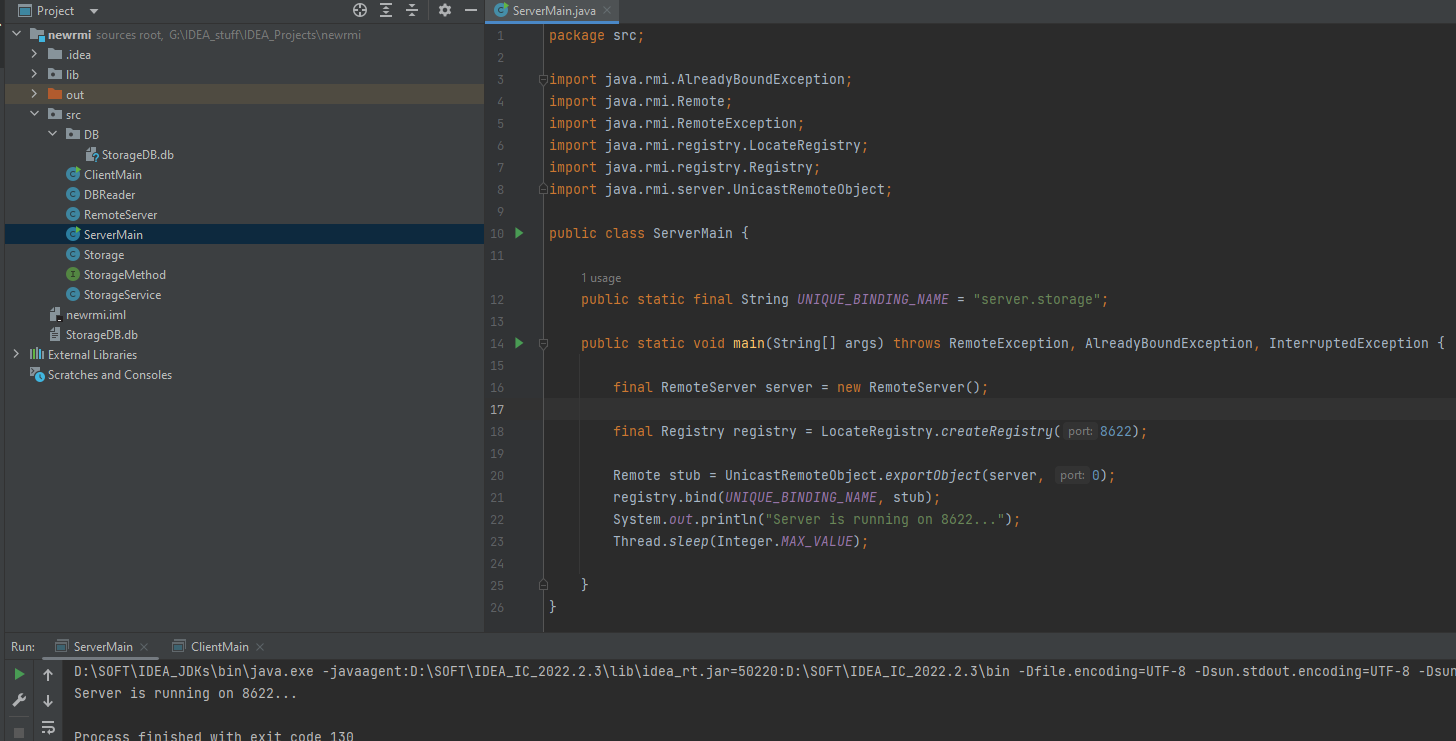 Project
ServerMain.java
newrmi sources root, G:\IDEA_stuff\IDEA_Projects\newrmi
.idea
lib
out
src
DB
StorageDB.db
ClientMain
DBReader
RemoteServer
ServerMain
Storage
StorageMethod
StorageService
newrmi.iml
StorageDB.db
External Libraries
Scratches and Consoles
1 package src;
2
3 import java.rmi.AlreadyBoundException;
4 import java.rmi.Remote;
5 import java.rmi.RemoteException;
6 import java.rmi.registry.LocateRegistry;
7 import java.rmi.registry.Registry;
8 import java.rmi.server.UnicastRemoteObject;
9
10 public class ServerMain {
11
1 usage
12 public static final String UNIQUE_BINDING_NAME = "server.storage";
13
14 public static void main(String[] args) throws RemoteException, AlreadyBoundException, InterruptedException {
15
16 final RemoteServer server = new RemoteServer();
17
18 final Registry registry = LocateRegistry.createRegistry( port: 8622);
19
20 Remote stub = UnicastRemoteObject.exportObject(server, port: 0);
21 registry.bind(UNIQUE_BINDING_NAME, stub);
22 System.out.println("Server is running on 8622...");
23 Thread.sleep(Integer.MAX_VALUE);
24
25 }
26 }
Run: ServerMain ClientMain
D:\SOFT\IDEA_JDKs\bin\java.exe -javaagent:D:\SOFT\IDEA_IC_2022.2.3\lib\idea_rt.jar=50220:D:\SOFT\IDEA_IC_2022.2.3\bin -Dfile.encoding=UTF-8 -Dsun.stdout.encoding=UTF-8 -Dsun
Server is running on 8622...
Process finished with exit code 130